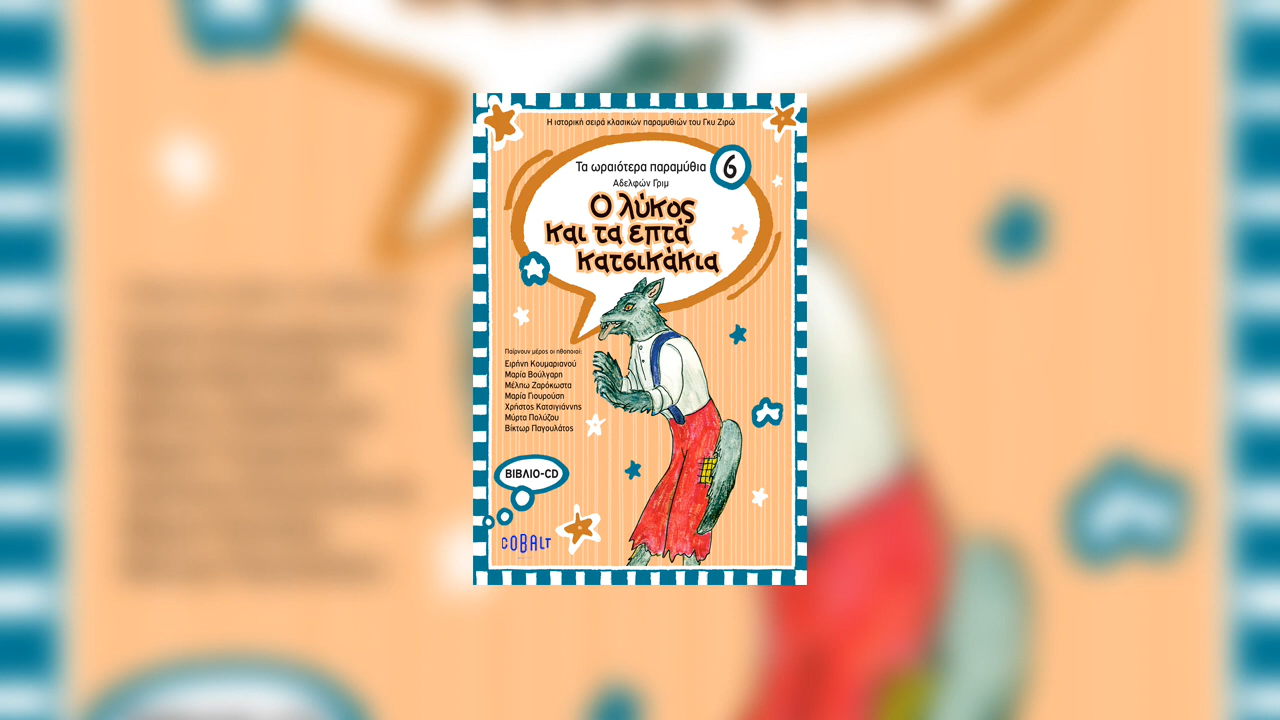 Η ιστορική σειρά κλασικών παραμυθιών του Γκυ Ζιρώ
Τα ωραιότερα παραμύθια
6
Αδελφών Γριμ
Ο λύκος
και τα επτά
κατσικάκια
Παίρνουν μέρος οι ηθοποιοί:
Ειρήνη Κουμαριανού
Μαρία Βούλγαρη
Μέλπω Ζαρόκωστα
Μαρία Γιουρούση
Χρήστος Κατσιγιάννης
Μύρτα Πολύζου
Βίκτωρ Παγουλάτος
ΒΙΒΛΙΟ-CD
COBALT